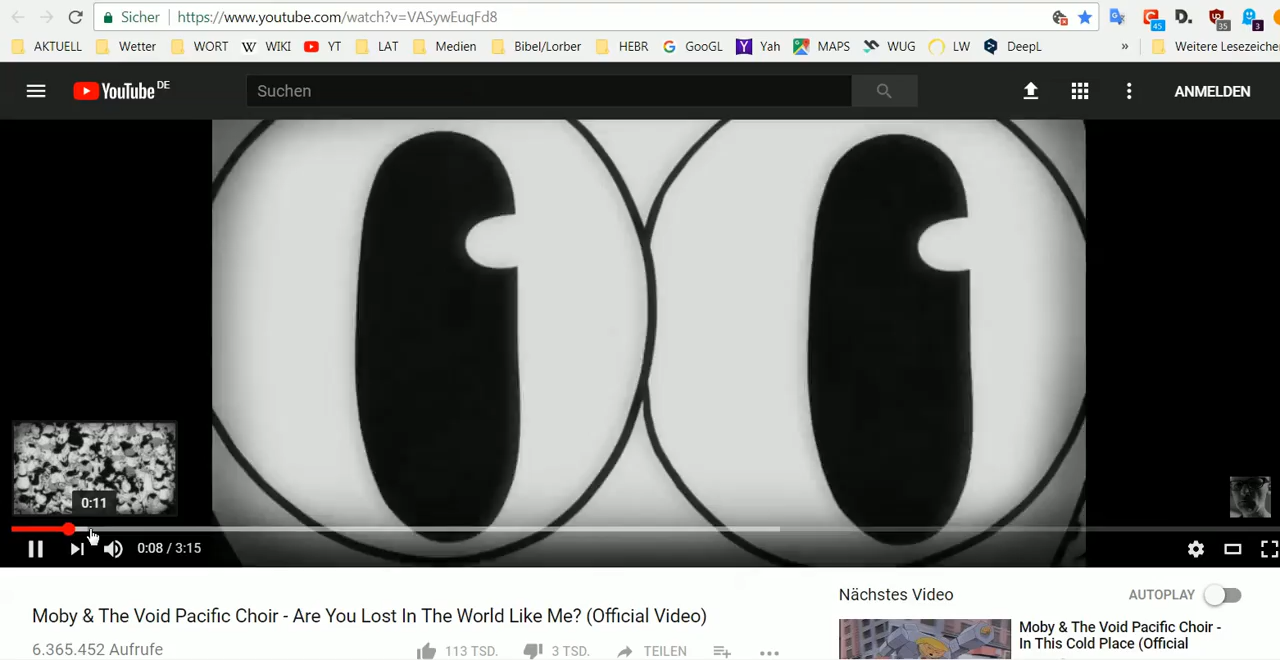 Sicher https://www.youtube.com/watch?v=VASywEuqFd8
45 D. 35 3
AKTUELL Wetter WORT W WIKI YT LAT Medien Bibel/Lorber HEBR G GooGL Y Yah MAPS WUG LW DeepL » Weitere Lesezeichen
YouTube DE Suchen ANMELDEN
0:11
0:08 / 3:15
Nächstes Video AUTOPLAY
Moby & The Void Pacific Choir - Are You Lost In The World Like Me? (Official Video)
6.365.452 Aufrufe 113 TSD. 3 TSD. TEILEN
Moby & The Void Pacific Choir -
In This Cold Place (Official